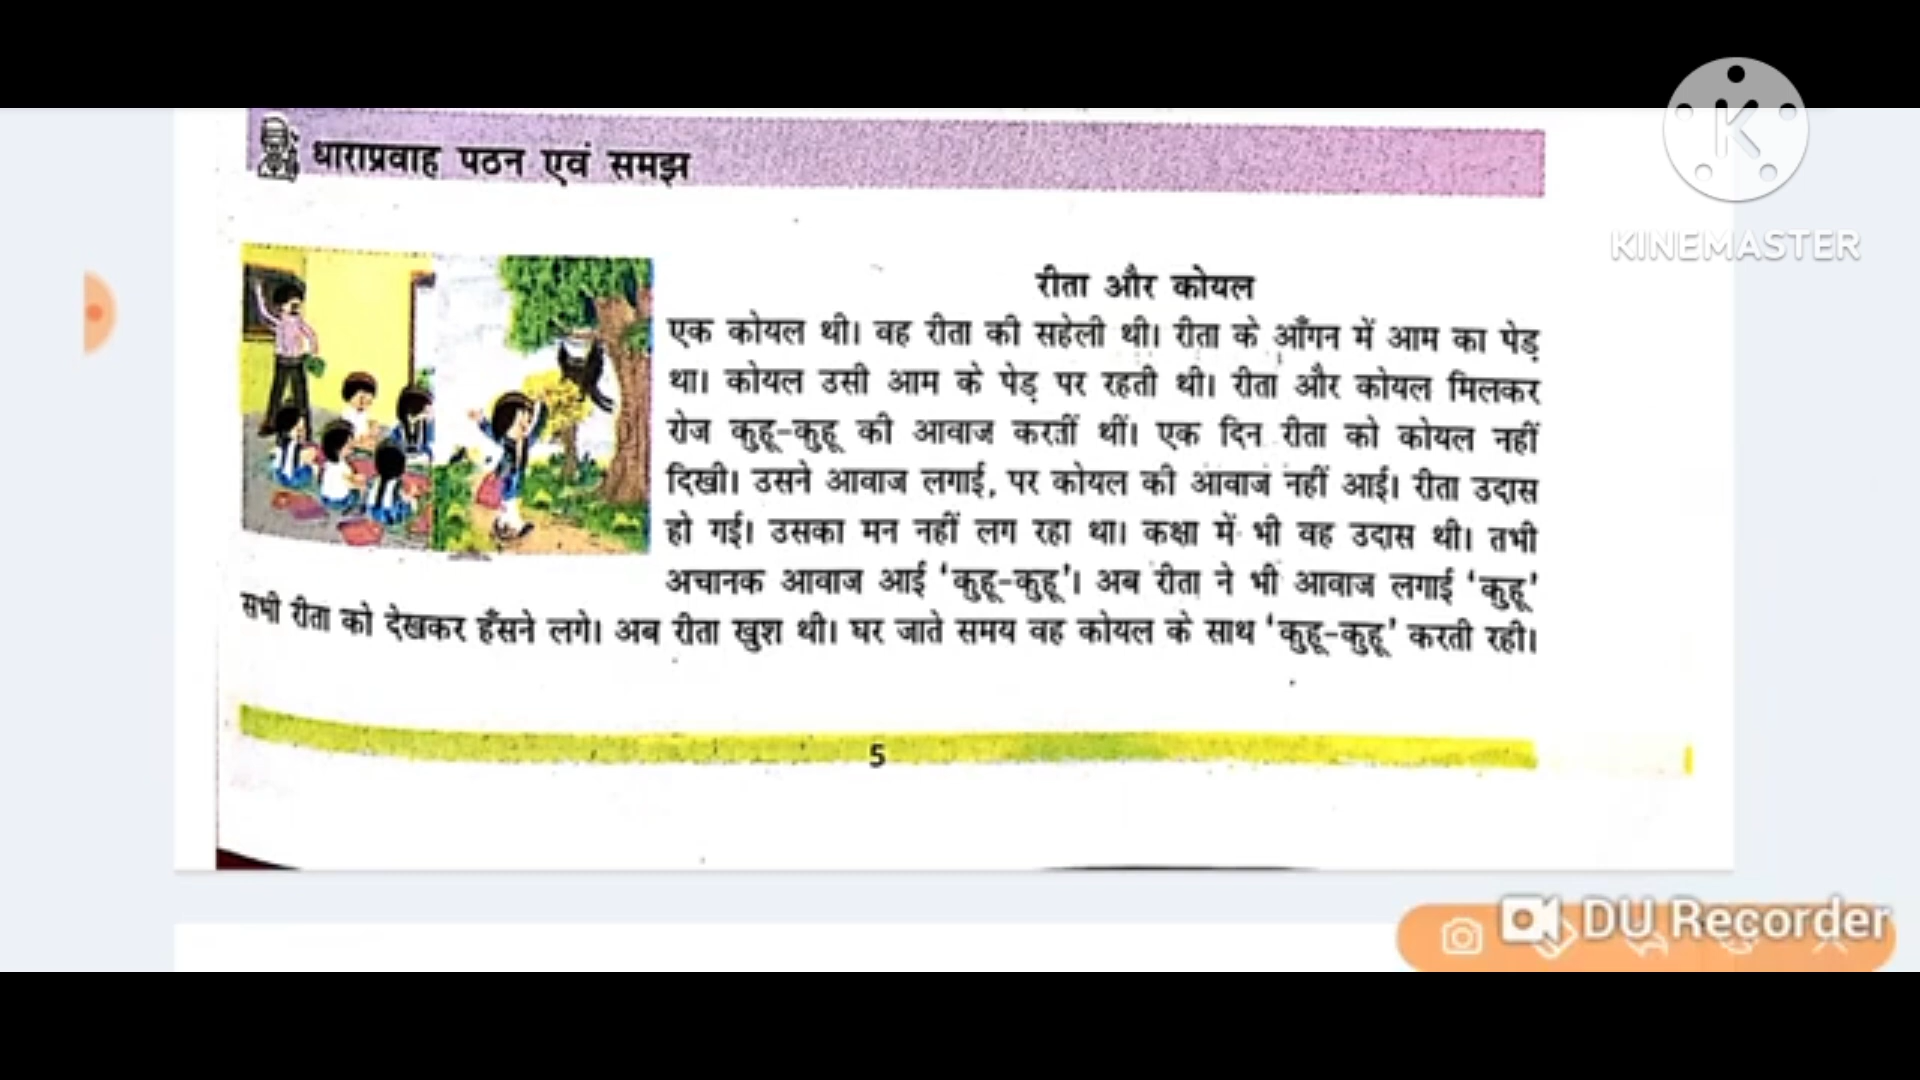 धाराप्रवाह पठन एवं समझ
KINEMASTER
रीता और कोयल
एक कोयल थी। वह रीता की सहेली थी। रीता के आँगन में आम का पेड़
था। कोयल उसी आम के पेड़ पर रहती थी। रीता और कोयल मिलकर
रोज कुहू-कुहू की आवाज करतीं थीं। एक दिन रीता को कोयल नहीं
दिखी। उसने आवाज लगाई, पर कोयल की आवाज नहीं आई। रीता उदास
हो गई। उसका मन नहीं लग रहा था। कक्षा में भी वह उदास थी। तभी
अचानक आवाज आई ‘कुहू-कुहू’। अब रीता ने भी आवाज लगाई ‘कुहू’
सभी रीता को देखकर हँसने लगे। अब रीता खुश थी। घर जाते समय वह कोयल के साथ ‘कुहू-कुहू’ करती रही।
5
DU Recorder